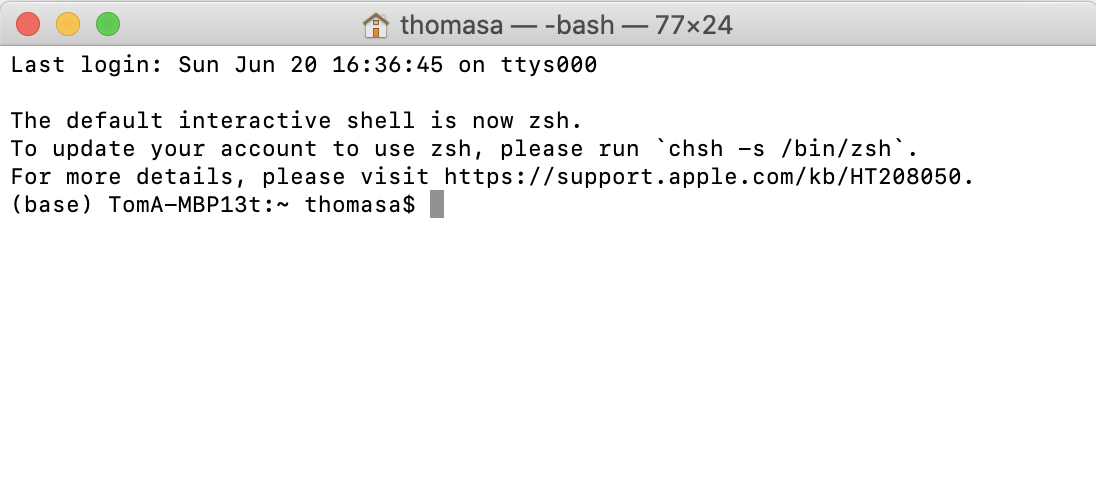 thomasa — -bash — 77×24
Last login: Sun Jun 20 16:36:45 on ttys000
The default interactive shell is now zsh.
To update your account to use zsh, please run `chsh -s /bin/zsh`.
For more details, please visit https://support.apple.com/kb/HT208050.
(base) TomA-MBP13t:~ thomasa$